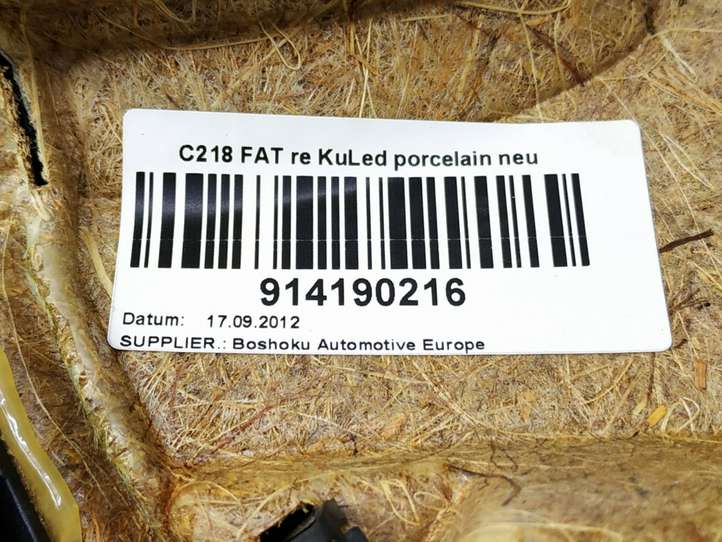 C218 FAT re KuLed porcelain neu
914190216
Datum: 17.09.2012
SUPPLIER.: Boshoku Automotive Europe